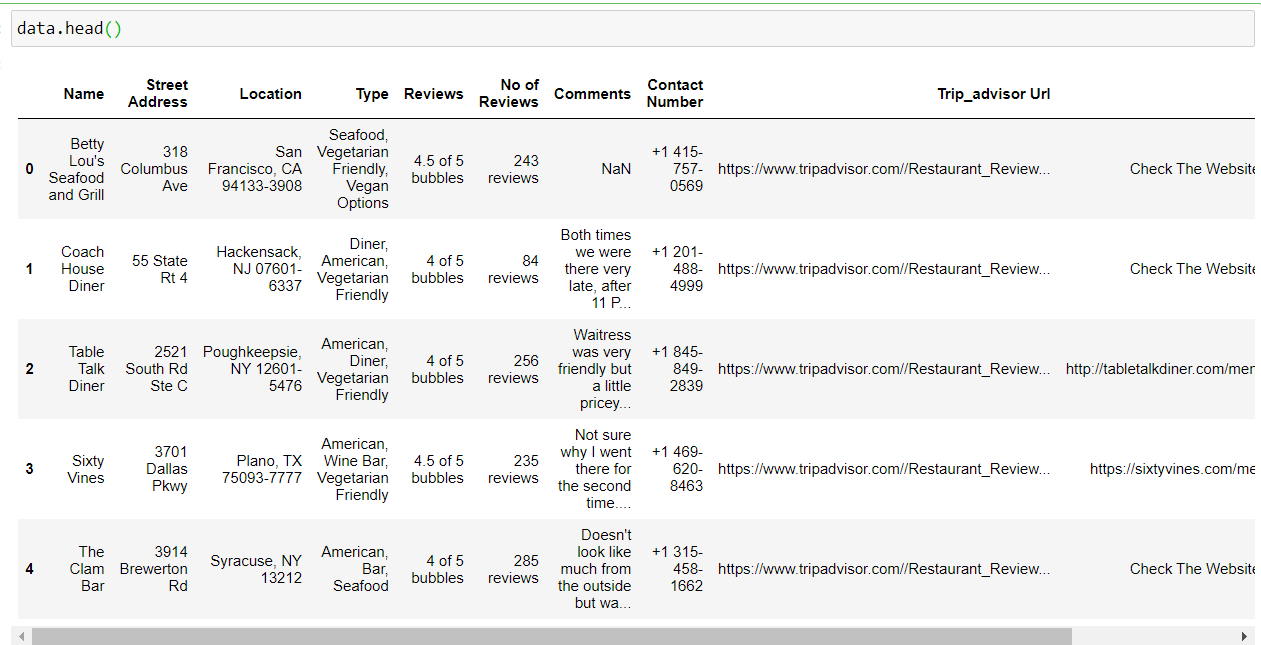 data.head()
Name Street Address Location Type Reviews No of Reviews Comments Contact Number Trip_advisor Url
0 Betty Lou's Seafood and Grill 318 Columbus Ave San Francisco, CA 94133-3908 Seafood, Vegetarian Friendly, Vegan Options 4.5 of 5 bubbles 243 reviews NaN +1 415-757-0569 https://www.tripadvisor.com//Restaurant_Review... Check The Website
1 Coach House Diner 55 State Rt 4 Hackensack, NJ 07601-6337 Diner, American, Vegetarian Friendly 4 of 5 bubbles 84 reviews Both times we were there very late, after 11 P... +1 201-488-4999 https://www.tripadvisor.com//Restaurant_Review... Check The Website
2 Table Talk Diner 2521 South Rd Ste C Poughkeepsie, NY 12601-5476 American, Diner, Vegetarian Friendly 4 of 5 bubbles 256 reviews Waitress was very friendly but a little pricey... +1 845-849-2839 https://www.tripadvisor.com//Restaurant_Review... http://tabletalkdiner.com/men
3 Sixty Vines 3701 Dallas Pkwy Plano, TX 75093-7777 American, Wine Bar, Vegetarian Friendly 4.5 of 5 bubbles 235 reviews Not sure why I went there for the second time.... +1 469-620-8463 https://www.tripadvisor.com//Restaurant_Review... https://sixtyvines.com/me
4 The Clam Bar 3914 Brewerton Rd Syracuse, NY 13212 American, Bar, Seafood 4 of 5 bubbles 285 reviews Doesn't look like much from the outside but wa... +1 315-458-1662 https://www.tripadvisor.com//Restaurant_Review... Check The Website